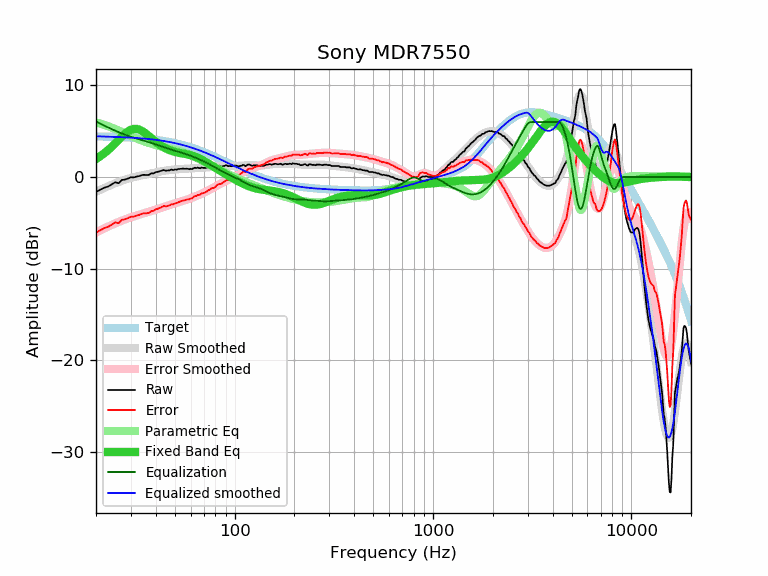 Sony MDR7550
Amplitude (dBr)
10
0
−10
−20
−30
Target
Raw Smoothed
Error Smoothed
Raw
Error
Parametric Eq
Fixed Band Eq
Equalization
Equalized smoothed
100 1000 10000
Frequency (Hz)